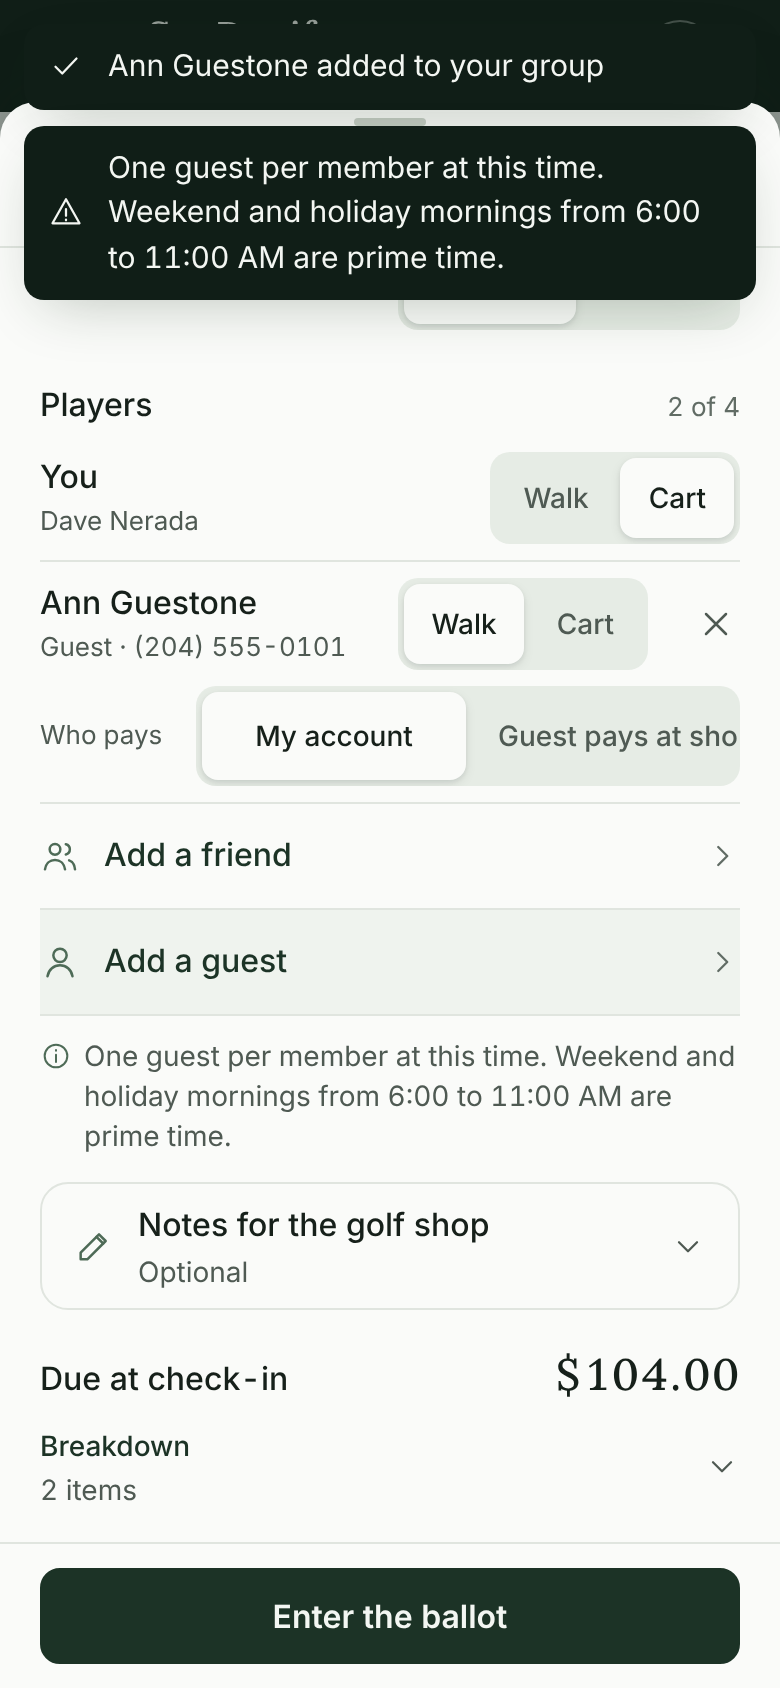 Ann Guestone added to your group
One guest per member at this time.
Weekend and holiday mornings from 6:00
to 11:00 AM are prime time.
Players
2 of 4
You
Dave Nerada
Walk
Cart
Ann Guestone
Guest · (204) 555-0101
Walk
Cart
Who pays
My account
Guest pays at sho
Add a friend
Add a guest
One guest per member at this time. Weekend and
holiday mornings from 6:00 to 11:00 AM are
prime time.
Notes for the golf shop
Optional
Due at check-in
$104.00
Breakdown
2 items
Enter the ballot